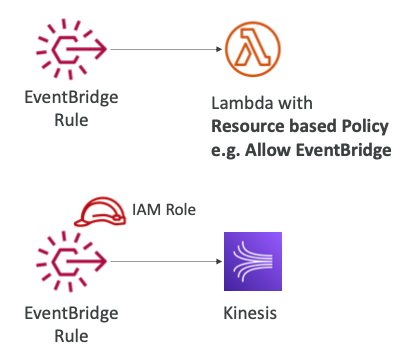 EventBridge
Rule
Lambda with
Resource based Policy
e.g. Allow EventBridge
IAM Role
EventBridge
Rule
Kinesis